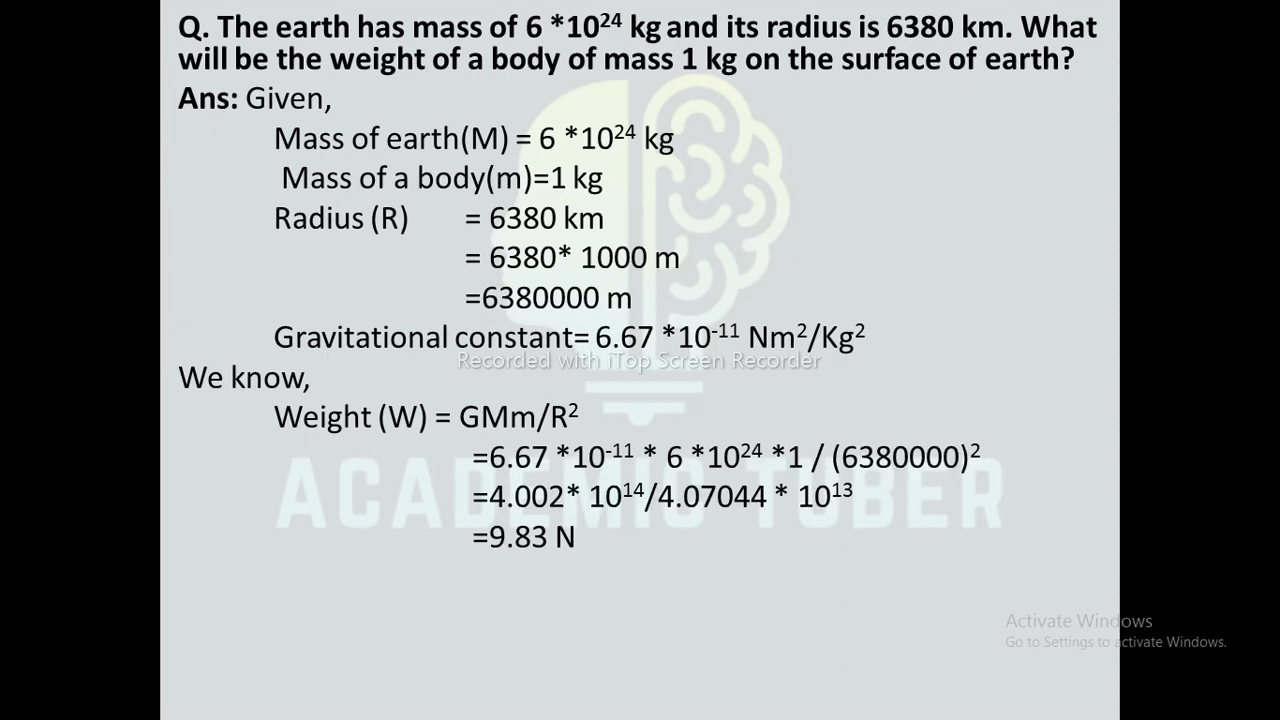 Q. The earth has mass of 6 *10²⁴ kg and its radius is 6380 km. What
will be the weight of a body of mass 1 kg on the surface of earth?
Ans: Given,
Mass of earth(M) = 6 *10²⁴ kg
Mass of a body(m)=1 kg
Radius (R) = 6380 km
= 6380* 1000 m
=6380000 m
Gravitational constant= 6.67 *10⁻¹¹ Nm²/Kg²
Recorded with iTop Screen Recorder
We know,
Weight (W) = GMm/R²
=6.67 *10⁻¹¹ * 6 *10²⁴ *1 / (6380000)²
ACADEMIC TUBER
=4.002* 10¹⁴/4.07044 * 10¹³
=9.83 N
Activate Windows
Go to Settings to activate Windows.